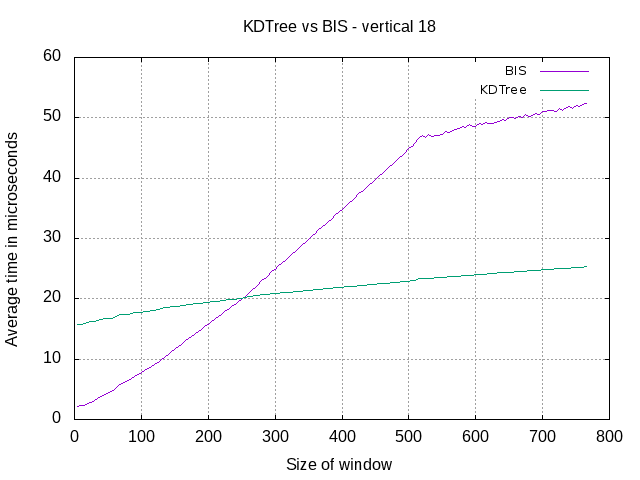 KDTree vs BIS - vertical 18
BIS
KDTree
60
50
40
30
20
10
0
Average time in microseconds
0 100 200 300 400 500 600 700 800
Size of window